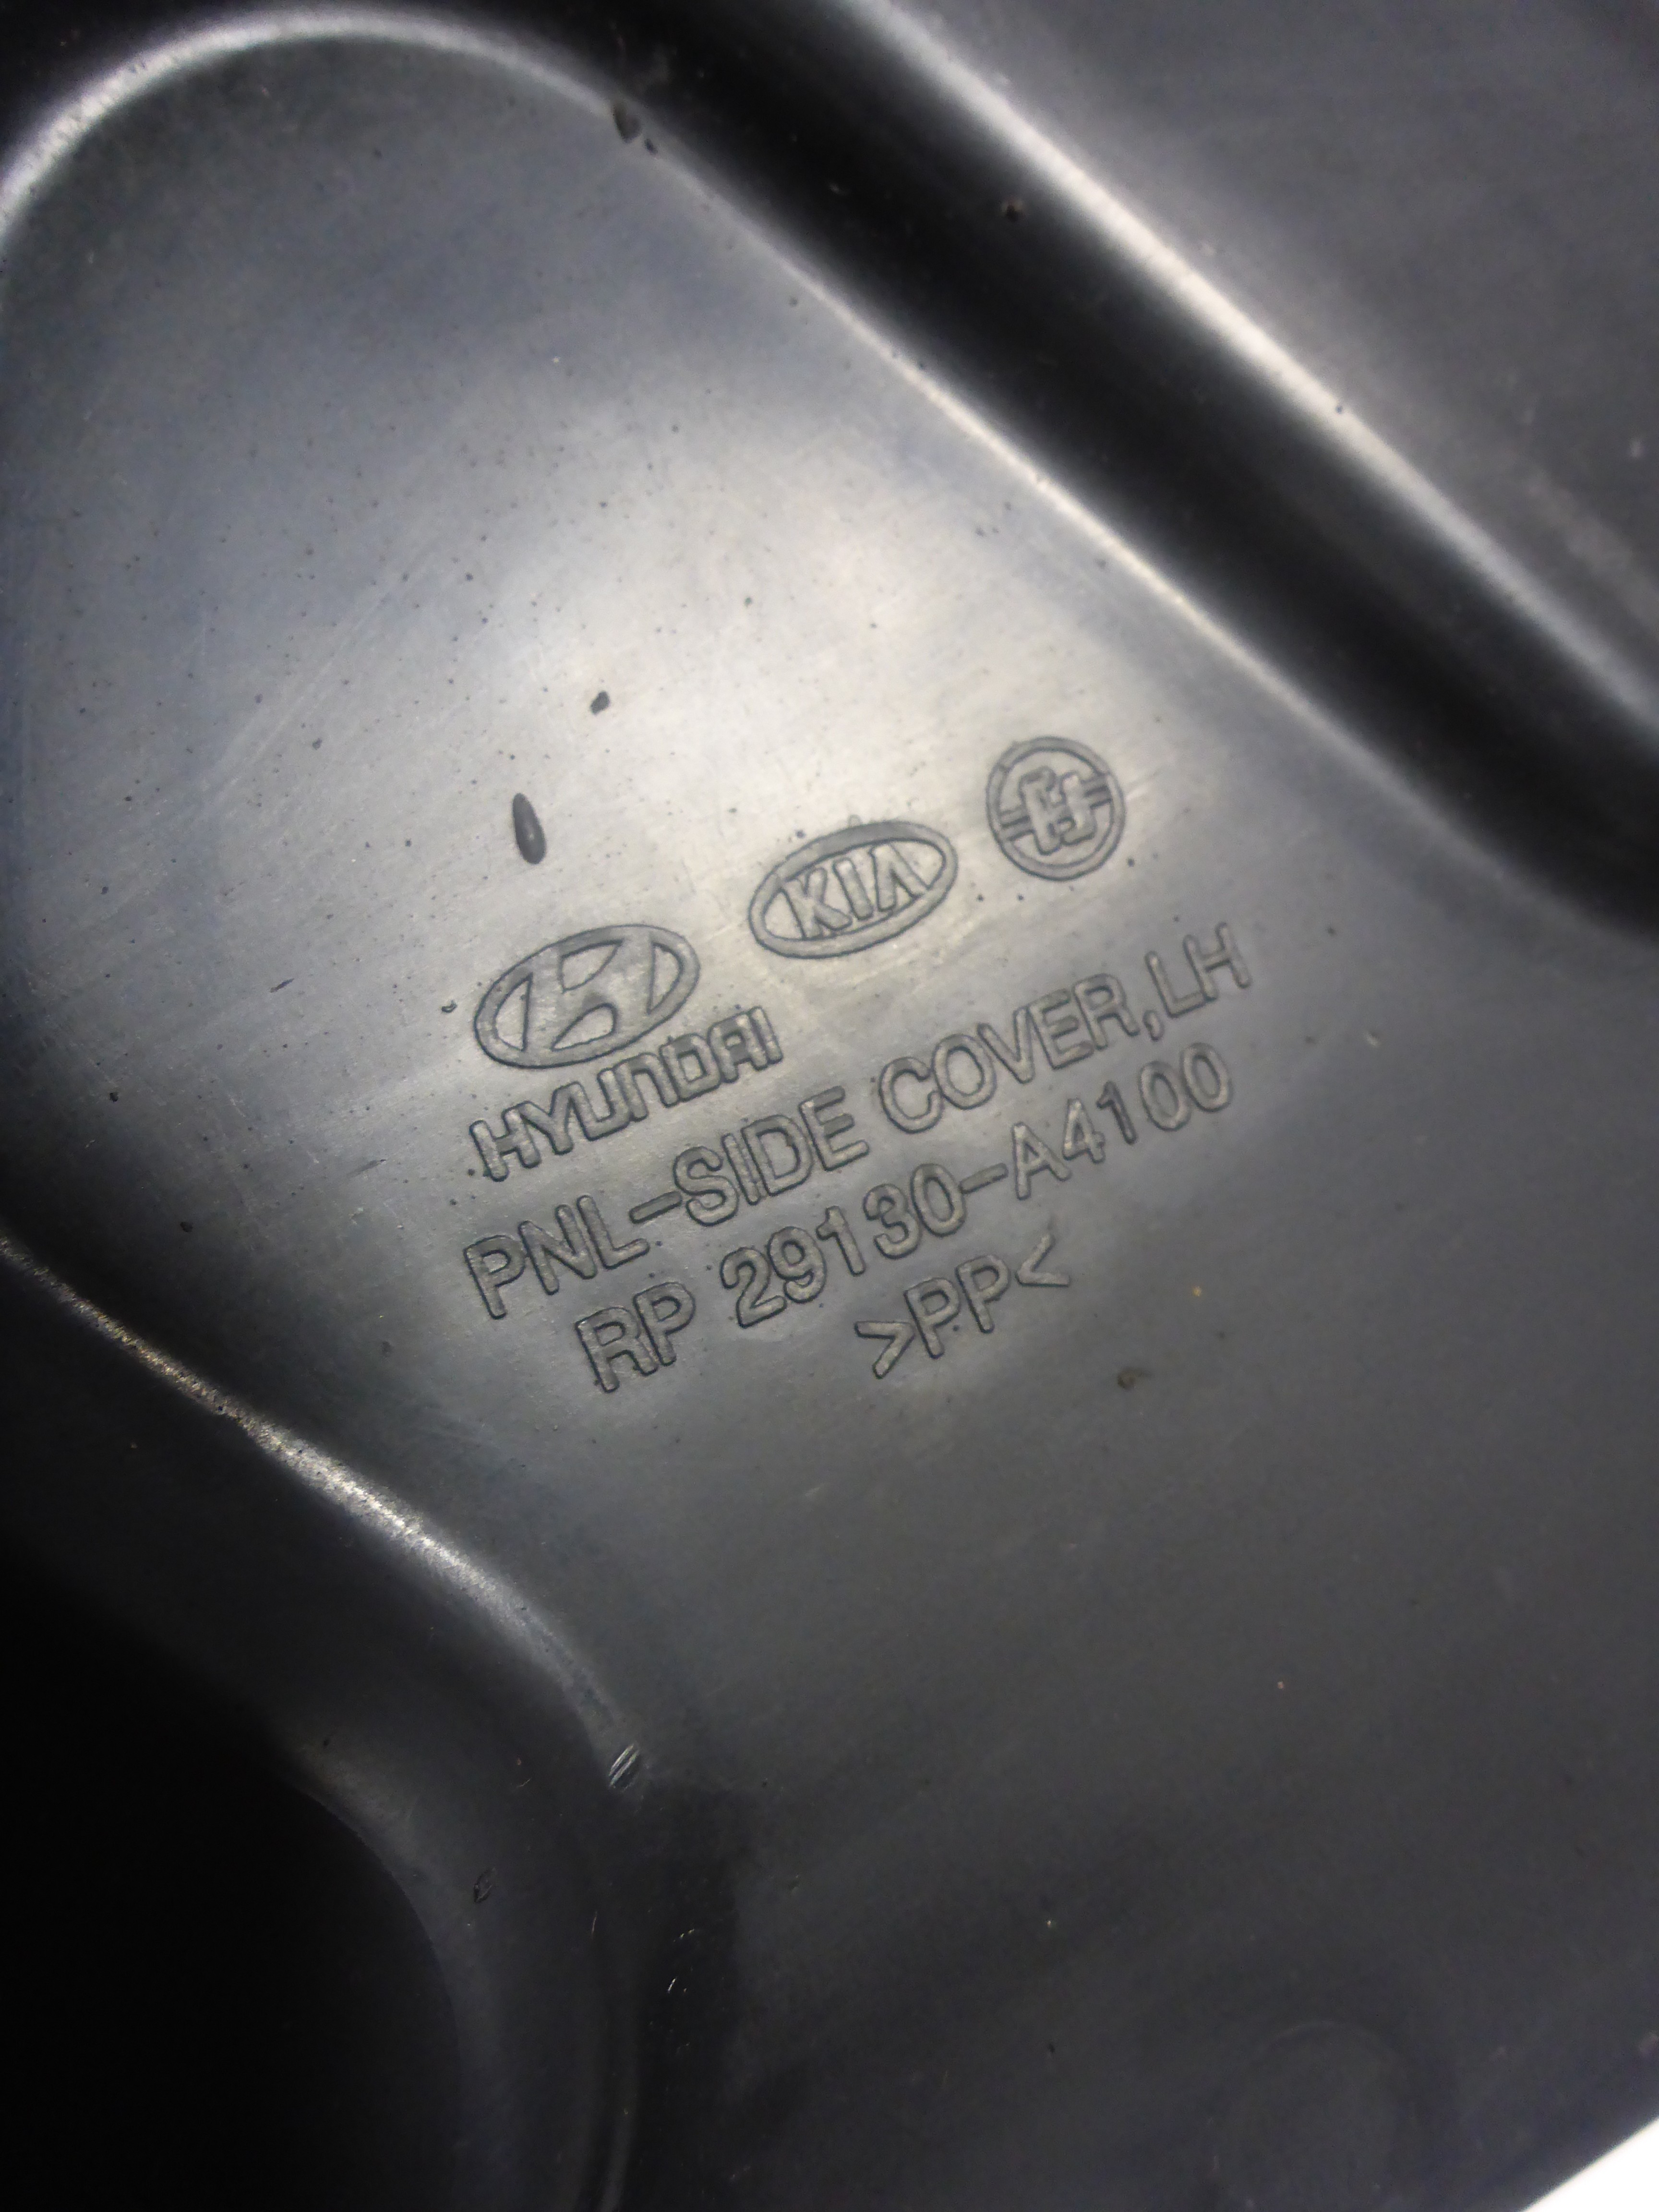 KIA
HYUNDAI
PNL-SIDE COVER,LH
RP 29130-A4100
>PP<